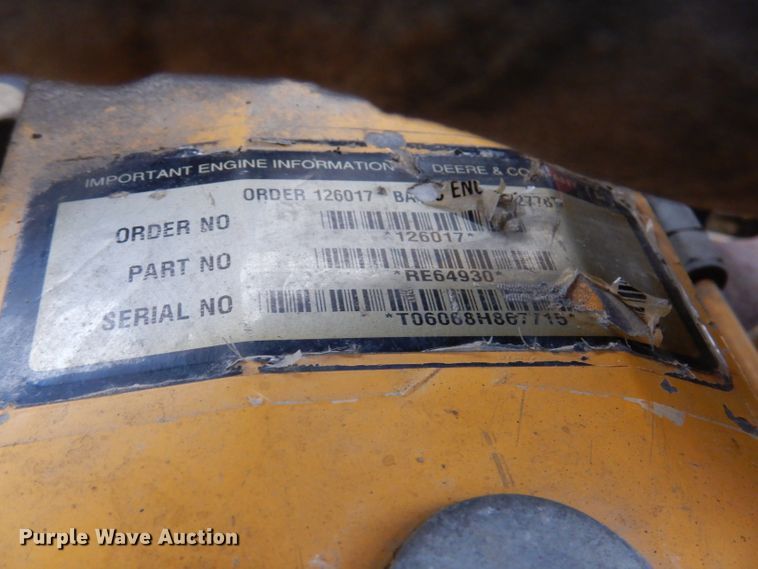 IMPORTANT ENGINE INFORMATION DEERE & CO
ORDER 126017 ENG
ORDER NO
*126017*
PART NO
*RE64930*
SERIAL NO
*T06068H867715*
Purple Wave Auction®